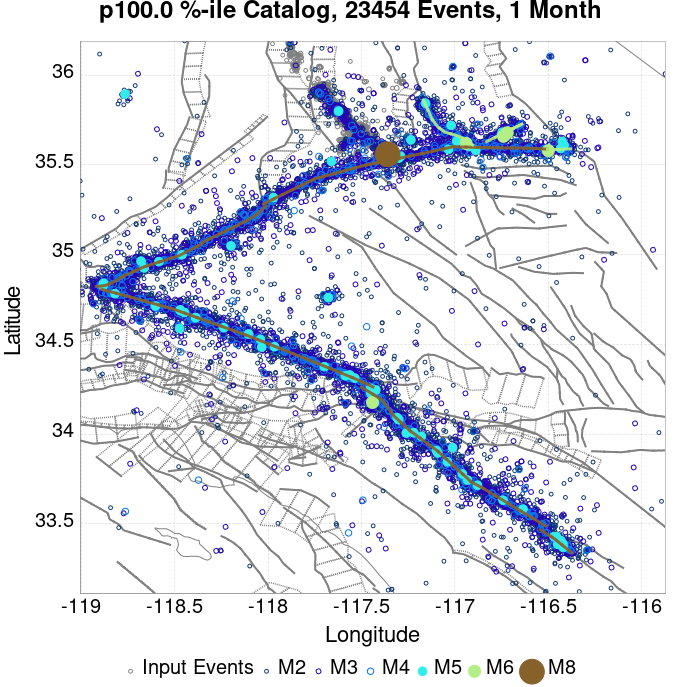 p100.0 %-ile Catalog, 23454 Events, 1 Month
36
35.5
35
34.5
34
33.5
Latitude
-119 -118.5 -118 -117.5 -117 -116.5 -116
Longitude
Input Events M2 M3 M4 M5 M6 M8